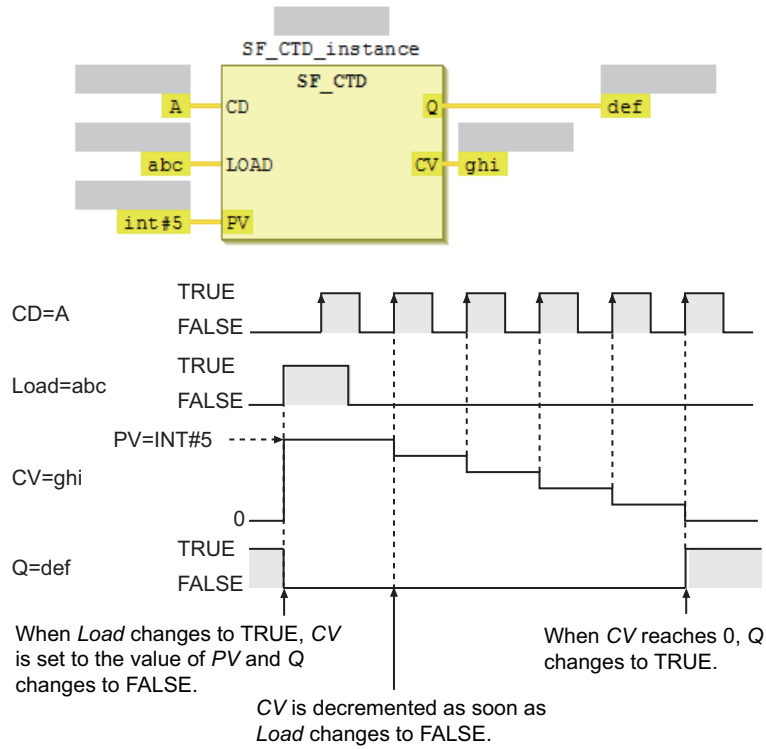 SF_CTD_instance
SF_CTD
A CD Q def
abc LOAD CV ghi
int#5 PV
CD=A TRUE
FALSE
Load=abc TRUE
FALSE
PV=INT#5
CV=ghi
0
Q=def TRUE
FALSE
When Load changes to TRUE, CV
is set to the value of PV and Q
changes to FALSE.
CV is decremented as soon as
Load changes to FALSE.
When CV reaches 0, Q
changes to TRUE.